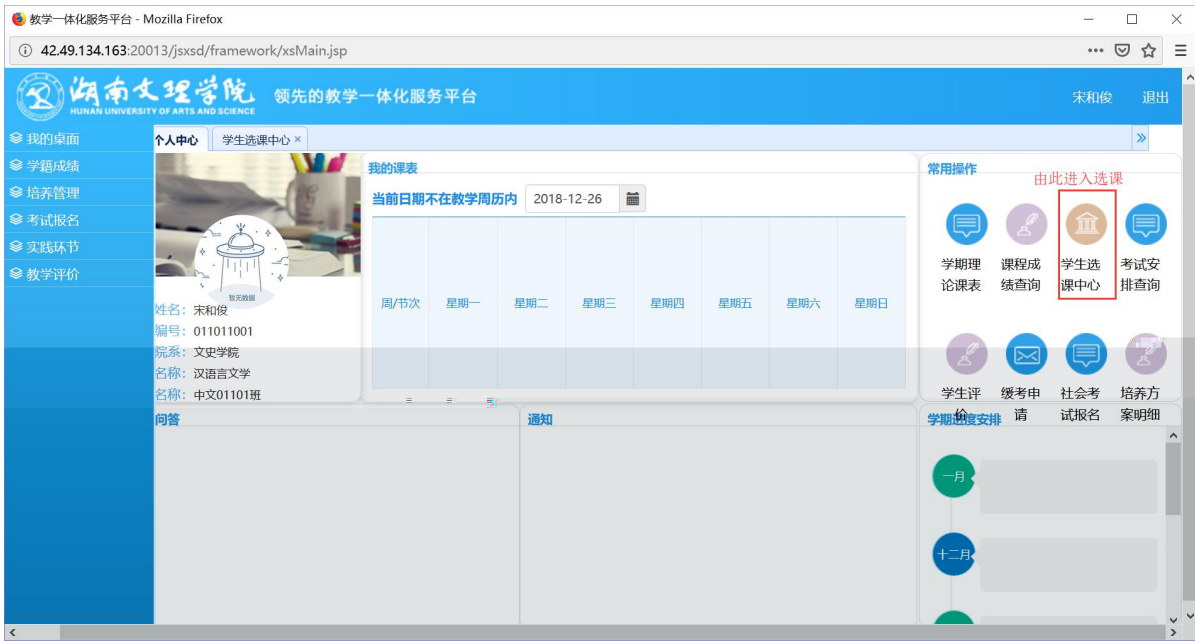 教学一体化服务平台 - Mozilla Firefox
42.49.134.163:20013/jsxsd/framework/xsMain.jsp
湖南文理学院
HUNAN UNIVERSITY OF ARTS AND SCIENCE
领先的教学一体化服务平台
宋和俊 退出
我的桌面
学籍成绩
培养管理
考试报名
实践环节
教学评价
个人中心 学生选课中心 ×
暂无数据
姓名：宋和俊
编号：011011001
院系：文史学院
名称：汉语言文学
名称：中文01101班
我的课表
当前日期不在教学周历内 2018-12-26
周/节次 星期一 星期二 星期三 星期四 星期五 星期六 星期日
常用操作
由此进入选课
学期理论课表
课程成绩查询
学生选课中心
考试安排查询
学生评价
缓考申请
社会考试报名
培养方案明细
问答
通知
学期进度安排
一月
十二月